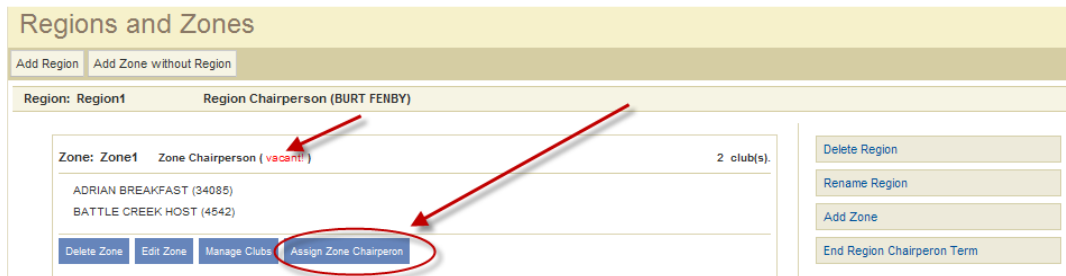 Regions and Zones
Add Region Add Zone without Region
Region: Region1 Region Chairperson (BURT FENBY)
Zone: Zone1 Zone Chairperson ( vacant! ) 2 club(s).
ADRIAN BREAKFAST (34085)
BATTLE CREEK HOST (4542)
Delete Zone Edit Zone Manage Clubs Assign Zone Chairperon
Delete Region
Rename Region
Add Zone
End Region Chairperon Term